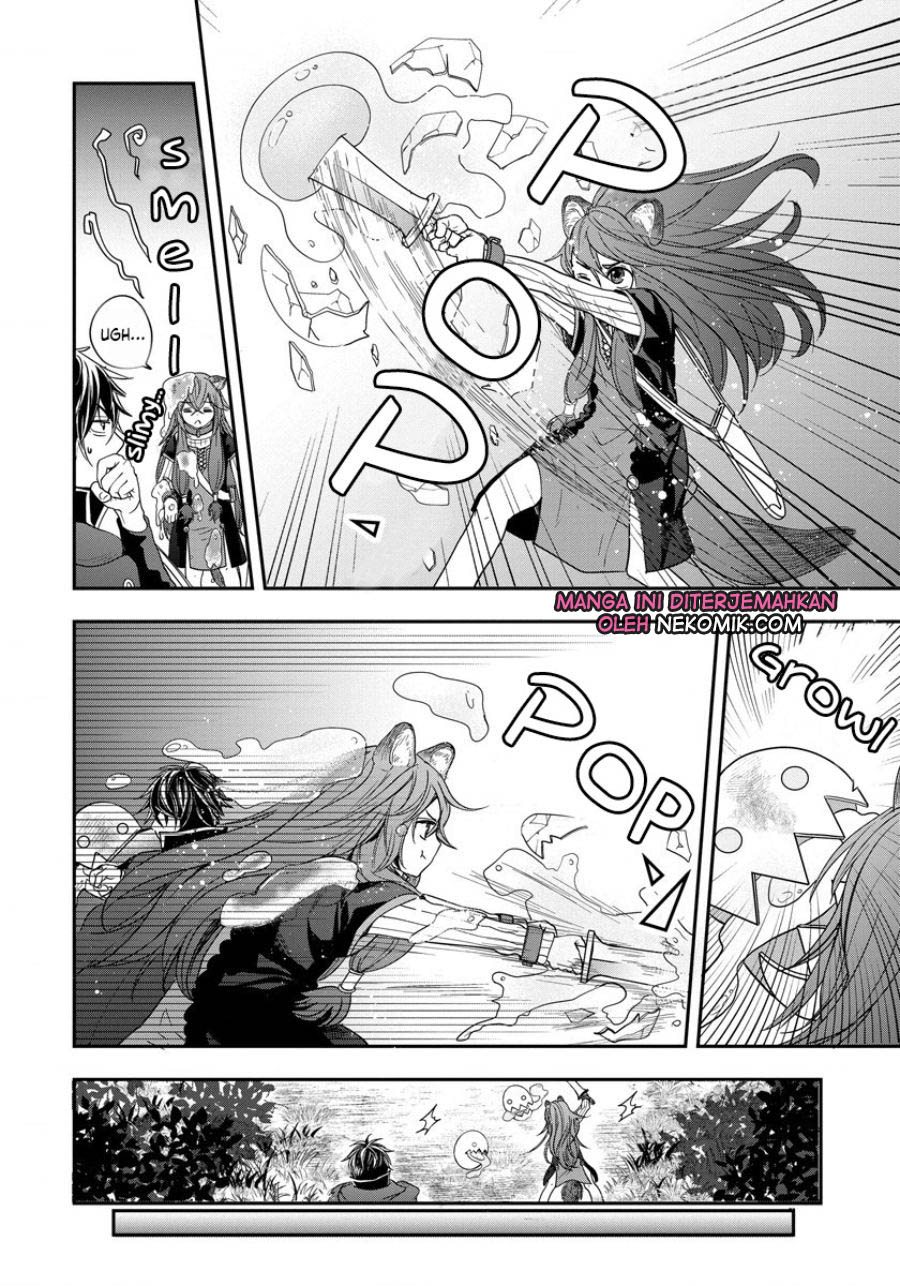 POP
smell
UGH...
slimy..
MANGA INI DITERJEMAHKAN
OLEH NEKOMIK.COM
Growl
POP